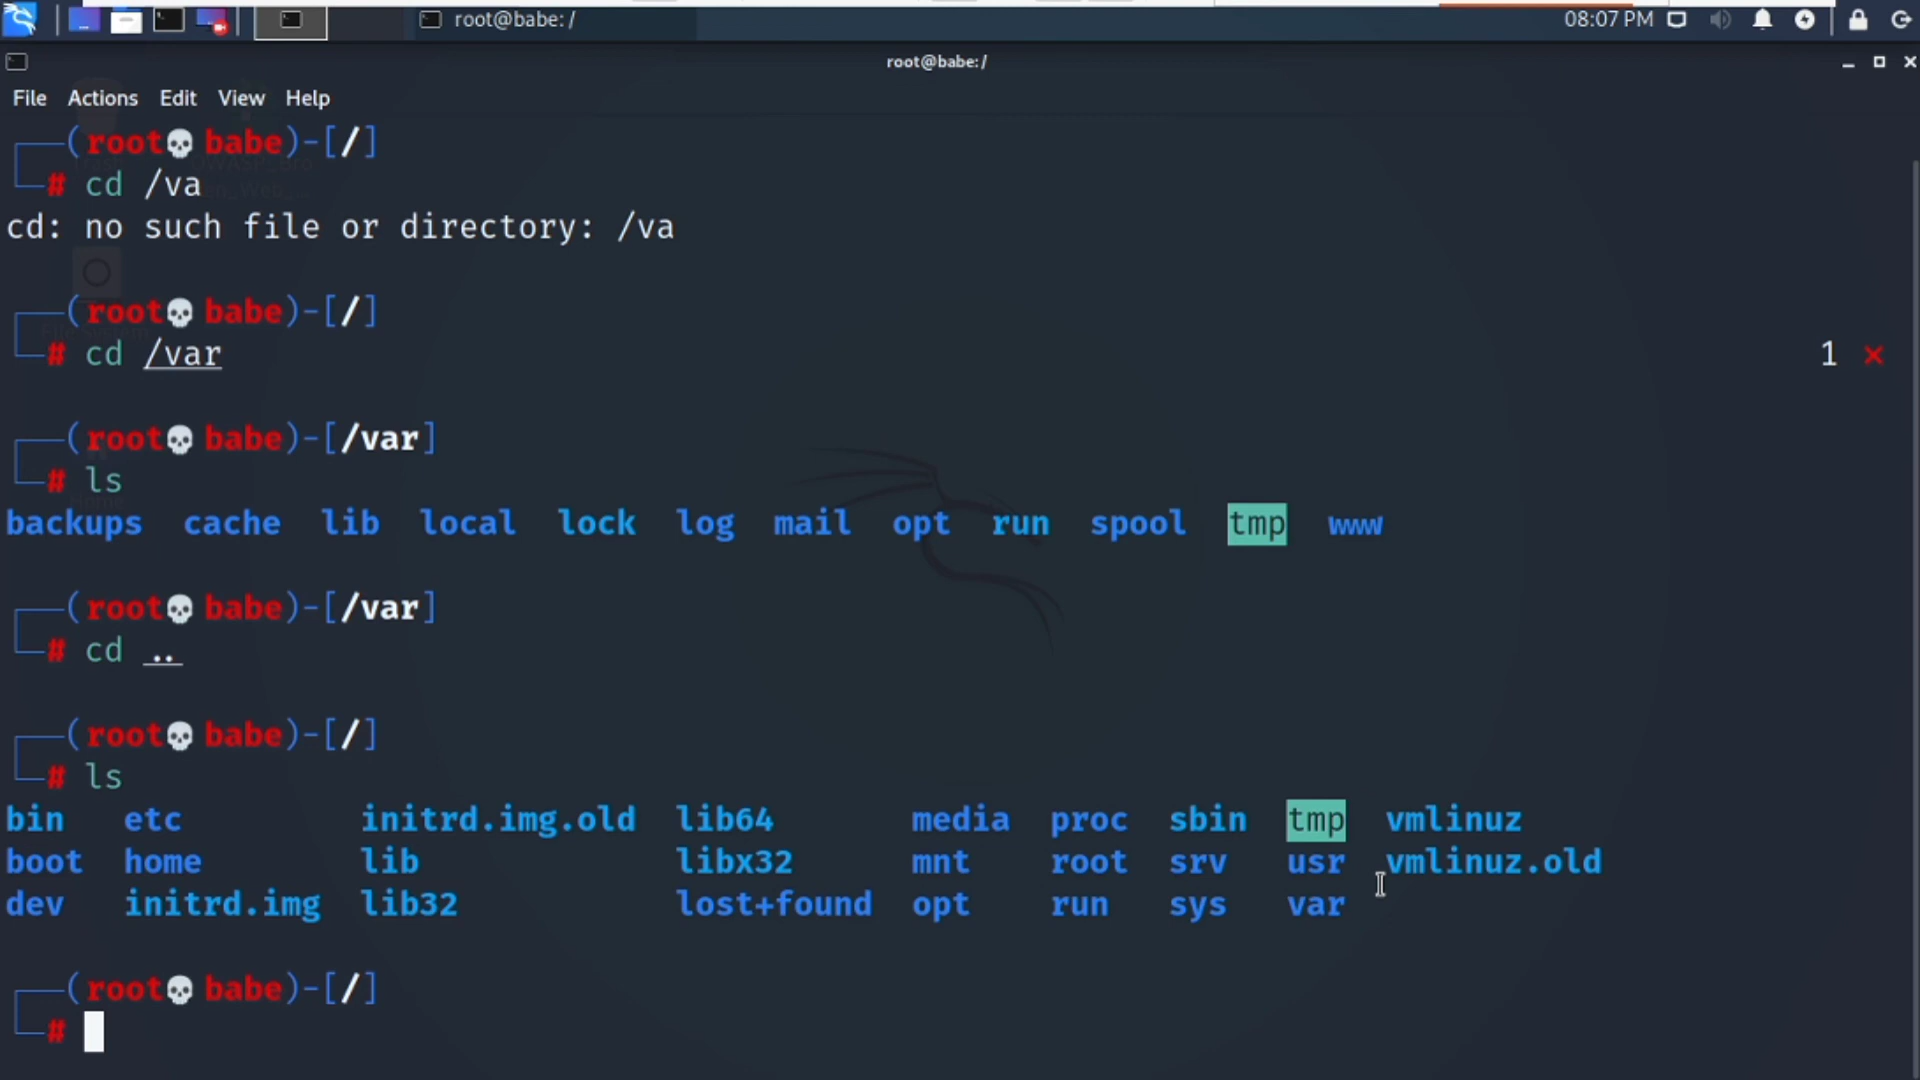 root@babe: /
08:07 PM
root@babe: /
File Actions Edit View Help
(root💀babe)-[/]
# cd /va
cd: no such file or directory: /va
(root💀babe)-[/]
# cd /var 1 ✕
(root💀babe)-[/var]
# ls
backups cache lib local lock log mail opt run spool tmp www
(root💀babe)-[/var]
# cd ..
(root💀babe)-[/]
# ls
bin etc initrd.img.old lib64 media proc sbin tmp vmlinuz
boot home lib libx32 mnt root srv usr vmlinuz.old
dev initrd.img lib32 lost+found opt run sys var
(root💀babe)-[/]
#